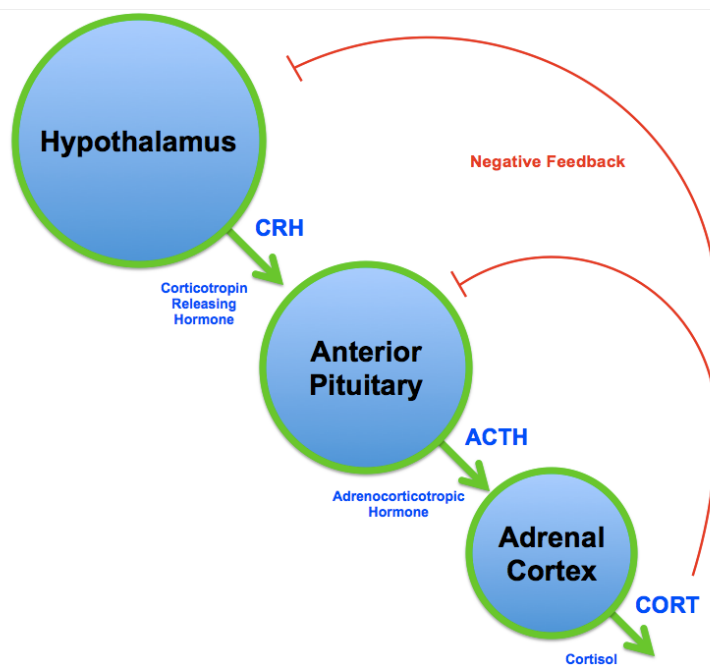 Hypothalamus
Negative Feedback
CRH
Corticotropin
Releasing
Hormone
Anterior
Pituitary
ACTH
Adrenocorticotropic
Hormone
Adrenal
Cortex
CORT
Cortisol